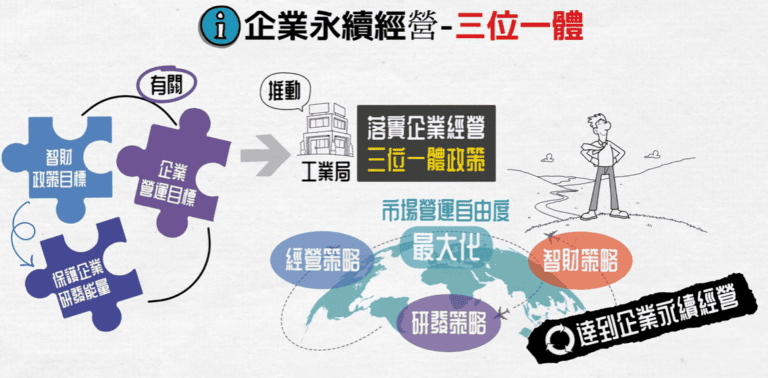 i 企業永續經營-三位一體
有關
智財
政策目標
企業
營運目標
保護企業
研發能量
推動
工業局
落實企業經營
三位一體政策
市場營運自由度
最大化
經營策略
智財策略
研發策略
達到企業永續經營